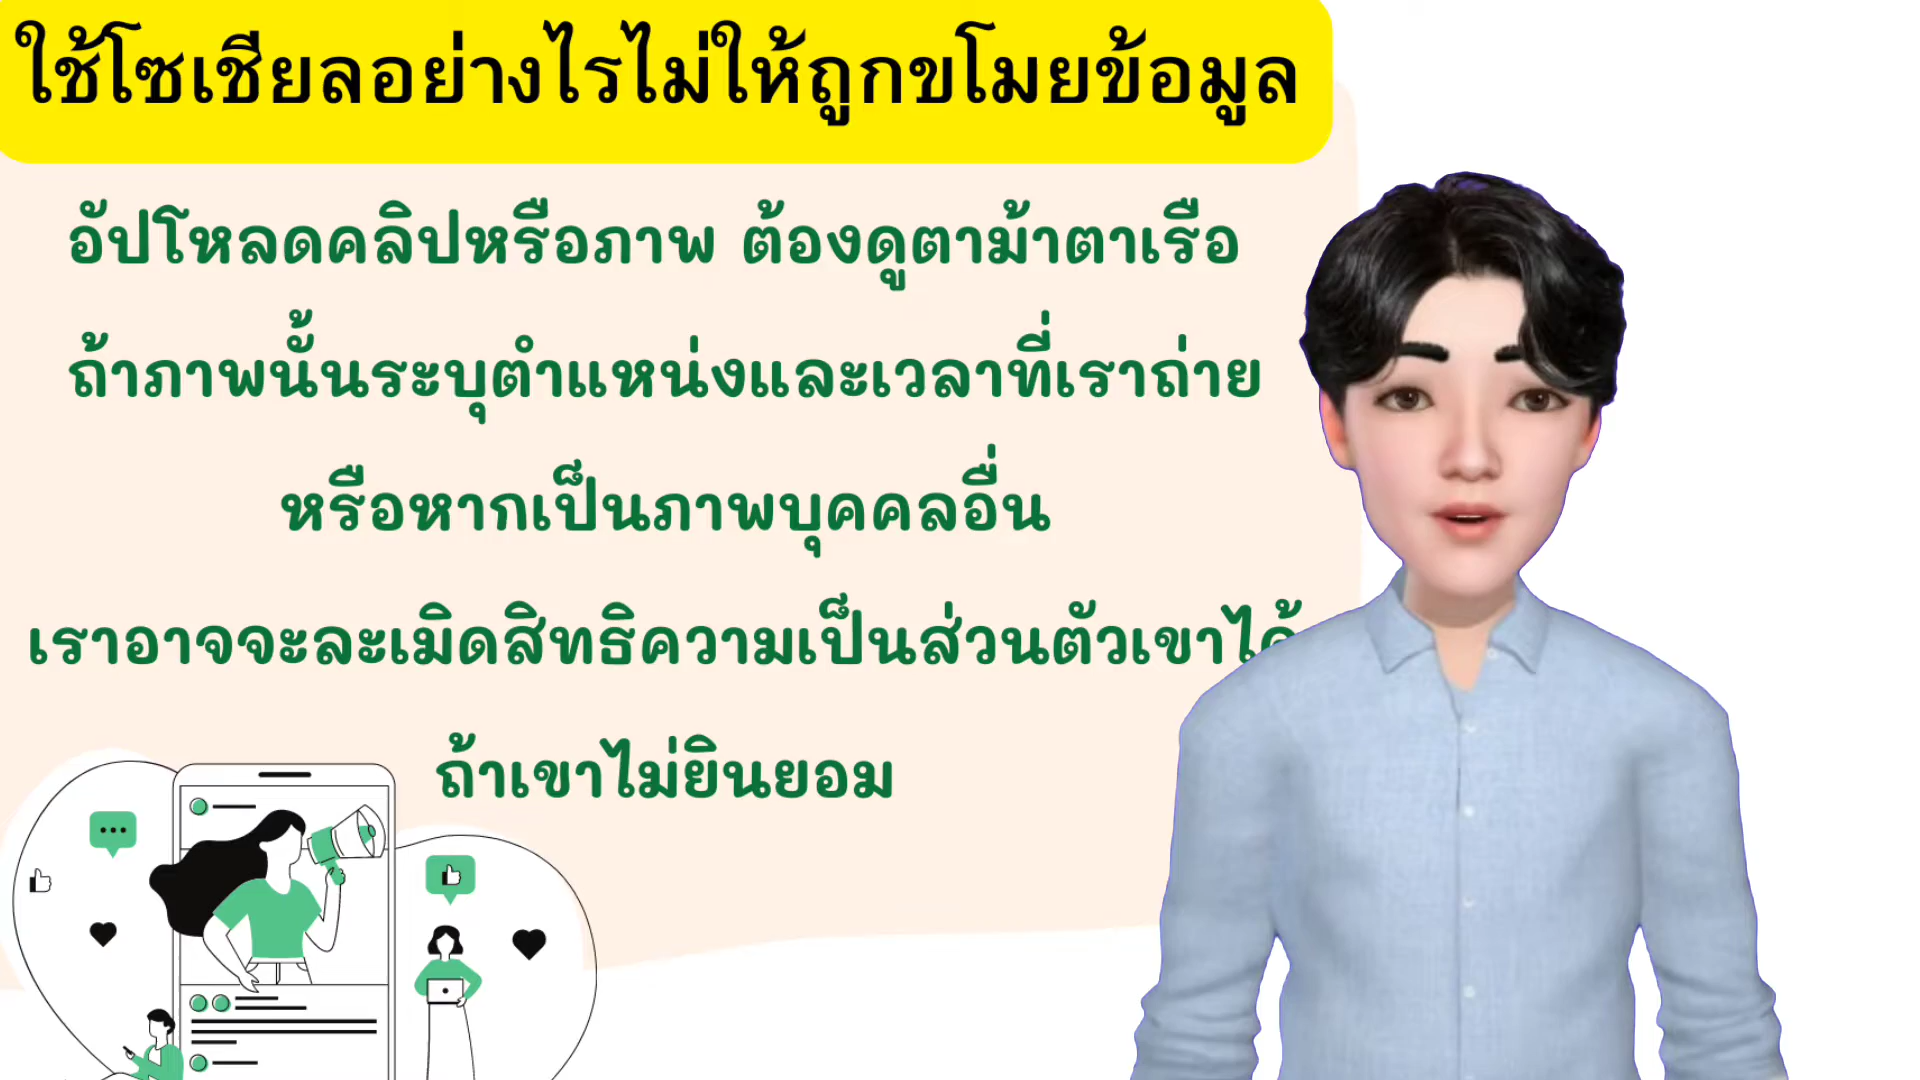 ใช้โซเชียลอย่างไรไม่ให้ถูกขโมยข้อมูล
อัปโหลดคลิปหรือภาพ ต้องดูตาม้าตาเรือ
ถ้าภาพนั้นระบุตำแหน่งและเวลาที่เราถ่าย
หรือหากเป็นภาพบุคคลอื่น
เราอาจจะละเมิดสิทธิความเป็นส่วนตัวเขาได้
ถ้าเขาไม่ยินยอม